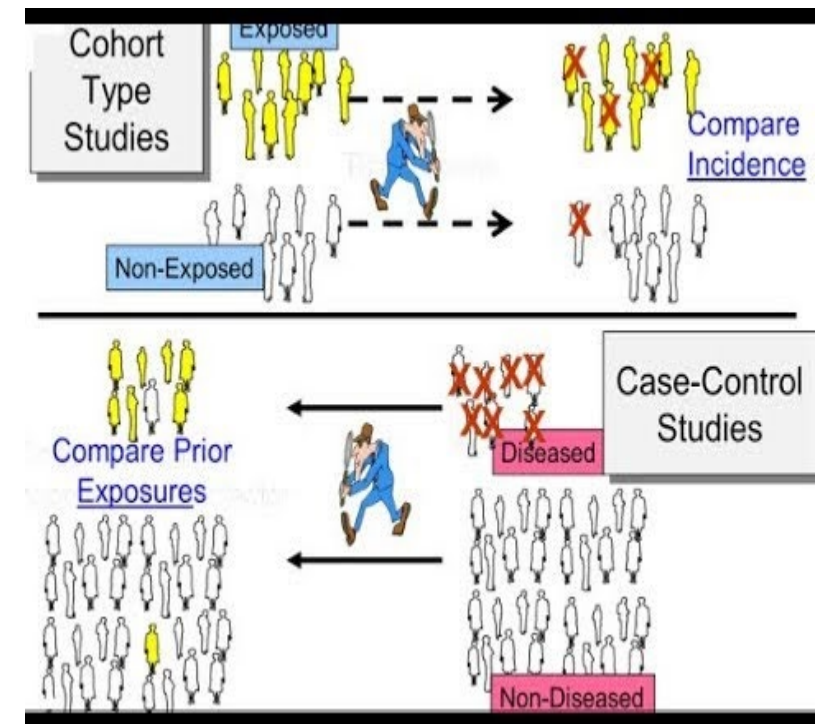 Cohort
Type
Studies
Exposed
Compare
Incidence
Non-Exposed
Case-Control
Studies
Diseased
Compare Prior
Exposures
Non-Diseased